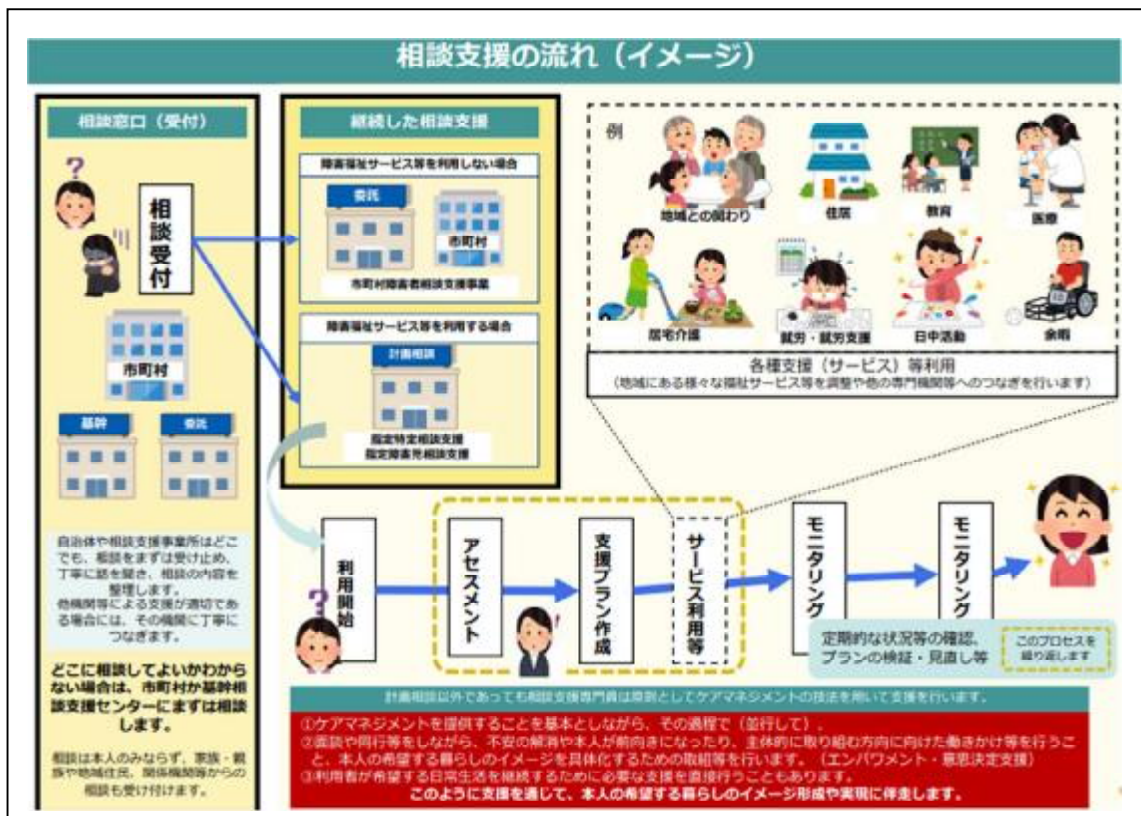 相談支援の流れ（イメージ）
相談窓口（受付）
?
相談受付
市町村
基幹
委託
自治体や相談支援事業所はどこ
でも、相談をまずは受け止め、
丁寧に話を聞き、相談の内容を
整理します。
他機関等による支援が適切であ
る場合には、その機関に丁寧に
つなぎます。
どこに相談してよいかわから
ない場合は、市町村か基幹相
談支援センターにまずは相談
します。
相談は本人のみならず、家族・親
族や地域住民、関係機関等からの
相談も受け付けます。
継続した相談支援
障害福祉サービス等を利用しない場合
委託
市町村
市町村障害者相談支援事業
障害福祉サービス等を利用する場合
計画相談
指定特定相談支援
指定障害児相談支援
例
地域との関わり
住居
教育
医療
居宅介護
就労・就労支援
日中活動
余暇
各種支援（サービス）等利用
（地域にある様々な福祉サービス等を調整や他の専門機関等へのつなぎを行います）
?
利用開始
アセスメント
!
支援プラン作成
サービス利用等
モニタリング
モニタリング
定期的な状況等の確認、
プランの検証・見直し等
このプロセスを
繰り返します
計画相談以外であっても相談支援専門員は原則としてケアマネジメントの技法を用いて支援を行います。
①ケアマネジメントを提供することを基本としながら、その過程で（並行して）、
②面談や同行等をしながら、不安の解消や本人が前向きになったり、主体的に取り組む方向に向けた働きかけ等を行うこ
と、本人の希望する暮らしのイメージを具体化するための取組等を行います。（エンパワメント・意思決定支援）
③利用者が希望する日常生活を継続するために必要な支援を直接行うこともあります。
このように支援を通して、本人の希望する暮らしのイメージ形成や実現に伴走します。